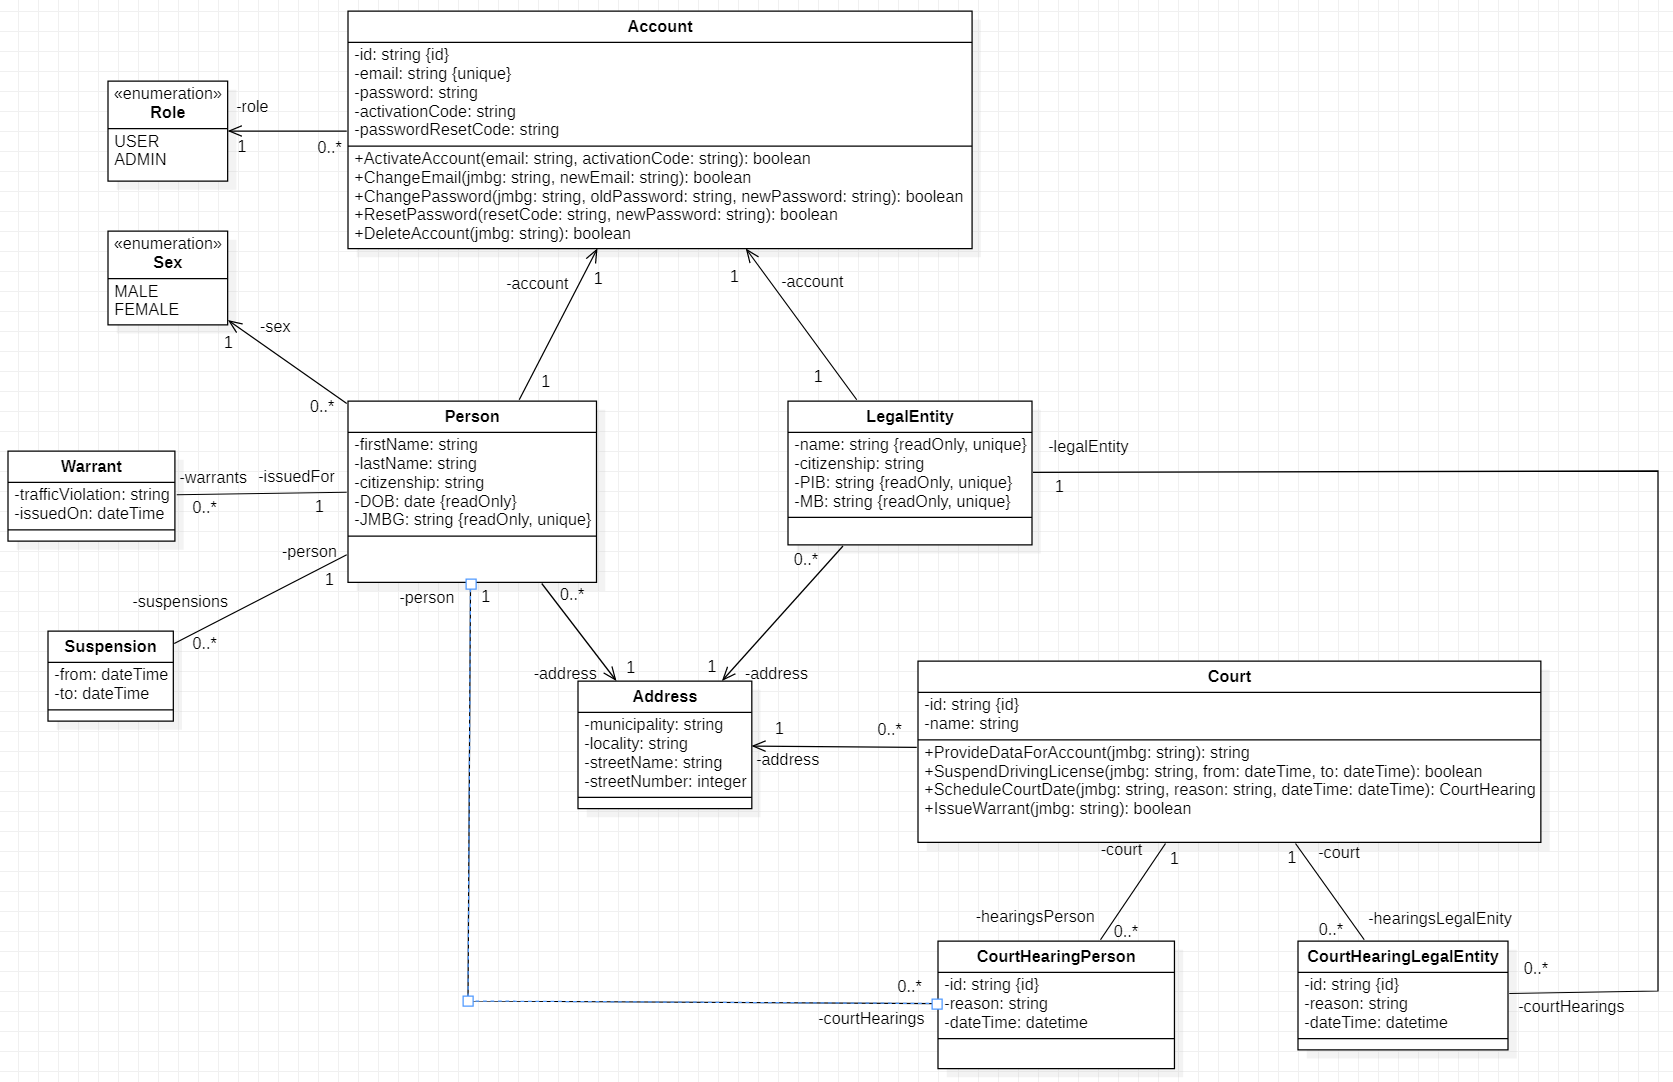 Account
-id: string {id}
-email: string {unique}
-password: string
-activationCode: string
-passwordResetCode: string
+ActivateAccount(email: string, activationCode: string): boolean
+ChangeEmail(jmbg: string, newEmail: string): boolean
+ChangePassword(jmbg: string, oldPassword: string, newPassword: string): boolean
+ResetPassword(resetCode: string, newPassword: string): boolean
+DeleteAccount(jmbg: string): boolean
«enumeration»
Role
USER
ADMIN
-role
1
0..*
«enumeration»
Sex
MALE
FEMALE
-sex
1
0..*
-account
1
1
-account
1
1
Person
-firstName: string
-lastName: string
-citizenship: string
-DOB: date {readOnly}
-JMBG: string {readOnly, unique}
LegalEntity
-name: string {readOnly, unique}
-citizenship: string
-PIB: string {readOnly, unique}
-MB: string {readOnly, unique}
-legalEntity
1
Warrant
-trafficViolation: string
-issuedOn: dateTime
-warrants
0..*
-issuedFor
1
-person
1
-suspensions
0..*
Suspension
-from: dateTime
-to: dateTime
-person
1
0..*
-address
1
0..*
1
-address
Address
-municipality: string
-locality: string
-streetName: string
-streetNumber: integer
1
0..*
-address
Court
-id: string {id}
-name: string
+ProvideDataForAccount(jmbg: string): string
+SuspendDrivingLicense(jmbg: string, from: dateTime, to: dateTime): boolean
+ScheduleCourtDate(jmbg: string, reason: string, dateTime: dateTime): CourtHearing
+IssueWarrant(jmbg: string): boolean
-court
1
1
-court
-hearingsPerson
0..*
-hearingsLegalEnity
0..*
CourtHearingPerson
-id: string {id}
-reason: string
-dateTime: datetime
0..*
-courtHearings
CourtHearingLegalEntity
-id: string {id}
-reason: string
-dateTime: datetime
0..*
-courtHearings